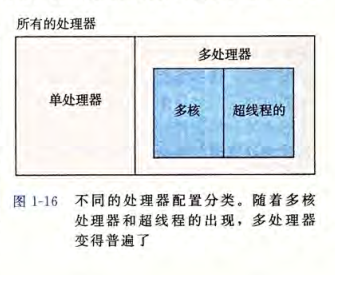 所有的处理器
多处理器
单处理器
多核
超线程的
图 1-16 不同的处理器配置分类。随着多核
处理器和超线程的出现，多处理器
变得普遍了